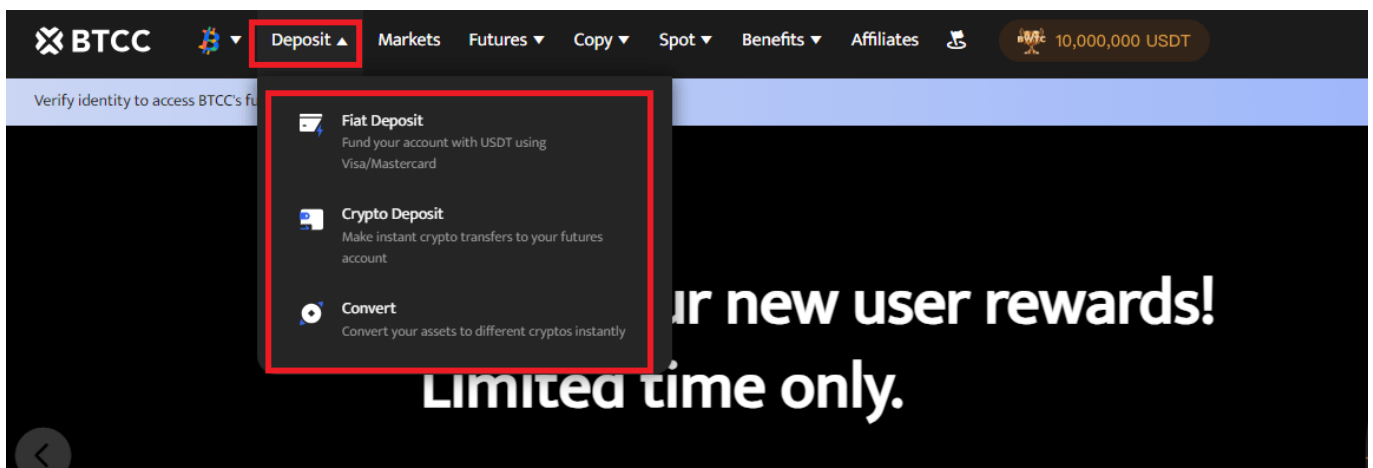 BTCC Deposit ▲ Markets Futures ▼ Copy ▼ Spot ▼ Benefits ▼ Affiliates 10,000,000 USDT
Verify identity to access BTCC's fu
Fiat Deposit
Fund your account with USDT using
Visa/Mastercard
Crypto Deposit
Make instant crypto transfers to your futures
account
Convert
Convert your assets to different cryptos instantly
ur new user rewards!
Limited time only.